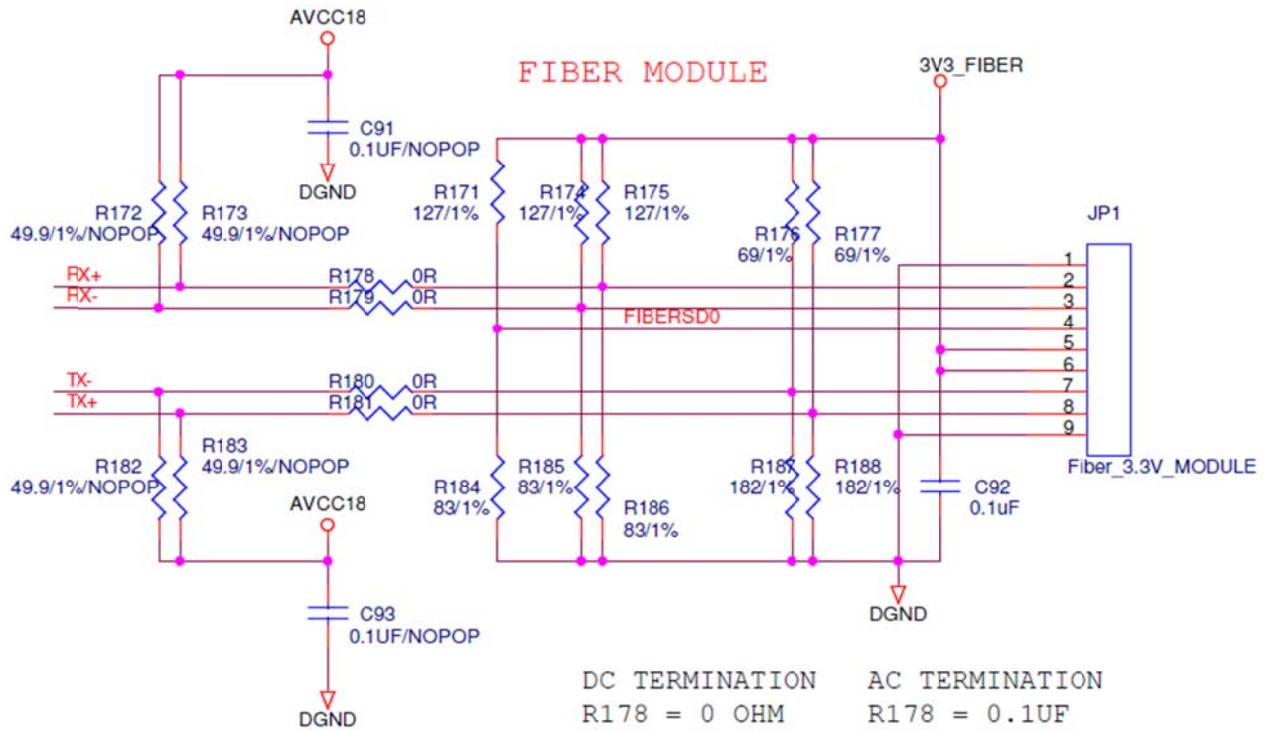 AVCC18
FIBER MODULE
3V3_FIBER
C91
0.1UF/NOPOP
DGND
R172
49.9/1%/NOPOP
R173
49.9/1%/NOPOP
R171
127/1%
R174
127/1%
R175
127/1%
R176
69/1%
R177
69/1%
JP1
1
2
3
4
5
6
7
8
9
Fiber_3.3V_MODULE
RX+
RX-
R178 0R
R179 0R
FIBERSD0
TX-
TX+
R180 0R
R181 0R
R182
49.9/1%/NOPOP
R183
49.9/1%/NOPOP
AVCC18
C93
0.1UF/NOPOP
DGND
R184
83/1%
R185
83/1%
R186
83/1%
R187
182/1%
R188
182/1%
C92
0.1uF
DGND
DC TERMINATION AC TERMINATION
R178 = 0 OHM R178 = 0.1UF